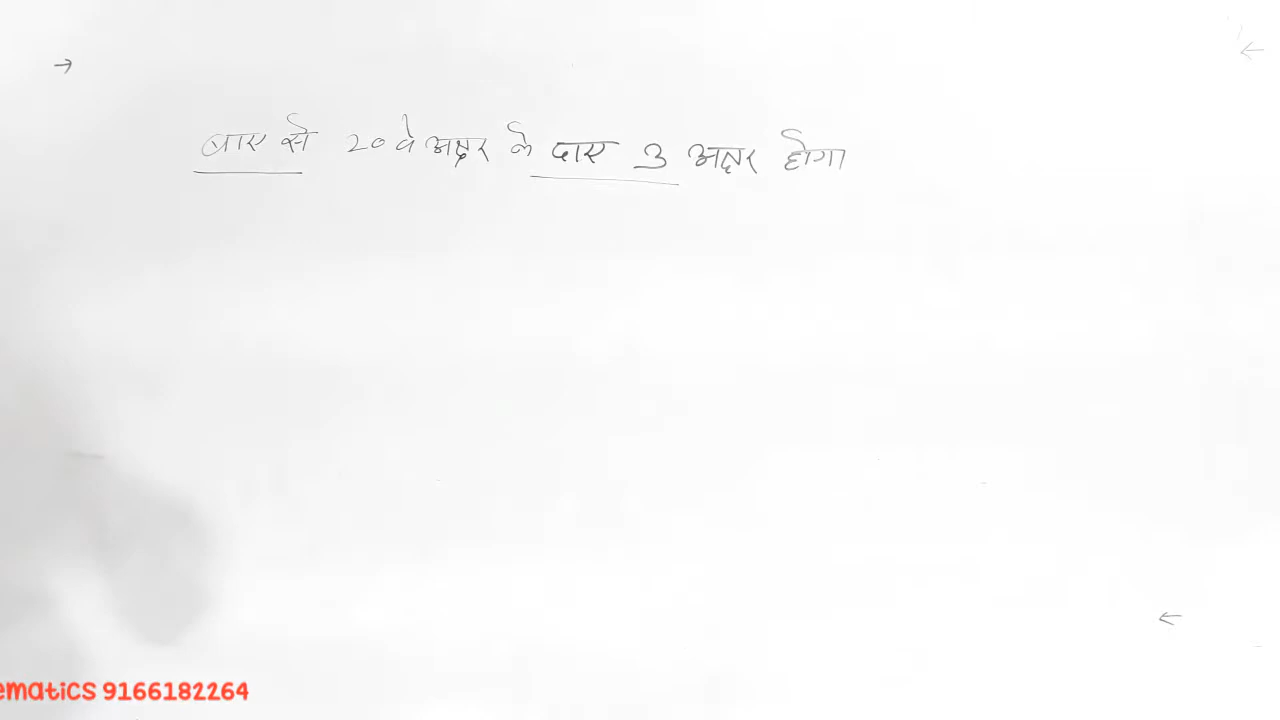 बाए से 20वे अक्षर के दाए 3 अक्षर होगा
ematics 9166182264